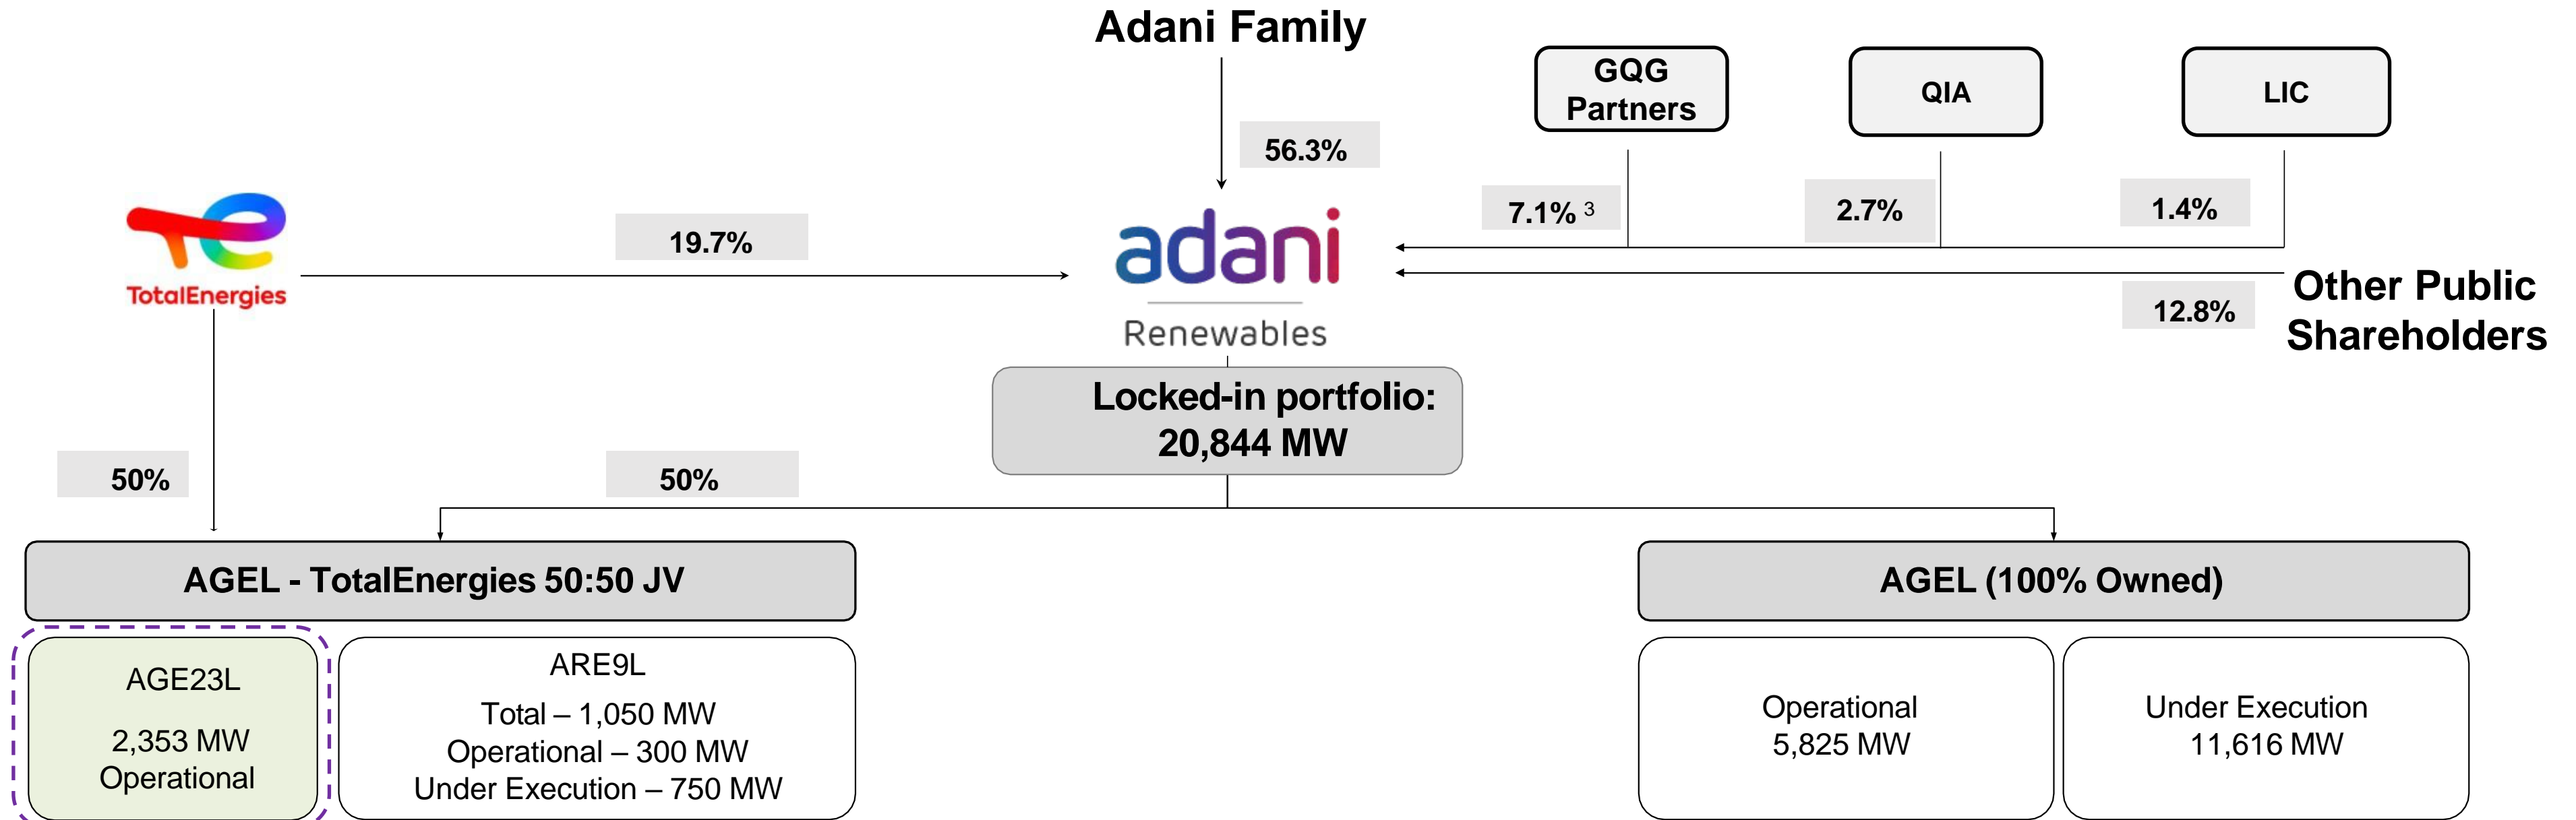 Adani Family
GQG
Partners
QIA
LIC
56.3%
7.1% 3
2.7%
1.4%
19.7%
TotalEnergies
adani
Renewables
12.8%
Other Public
Shareholders
Locked-in portfolio:
20,844 MW
50%
50%
AGEL - TotalEnergies 50:50 JV
AGEL (100% Owned)
AGE23L
2,353 MW
Operational
ARE9L
Total – 1,050 MW
Operational – 300 MW
Under Execution – 750 MW
Operational
5,825 MW
Under Execution
11,616 MW